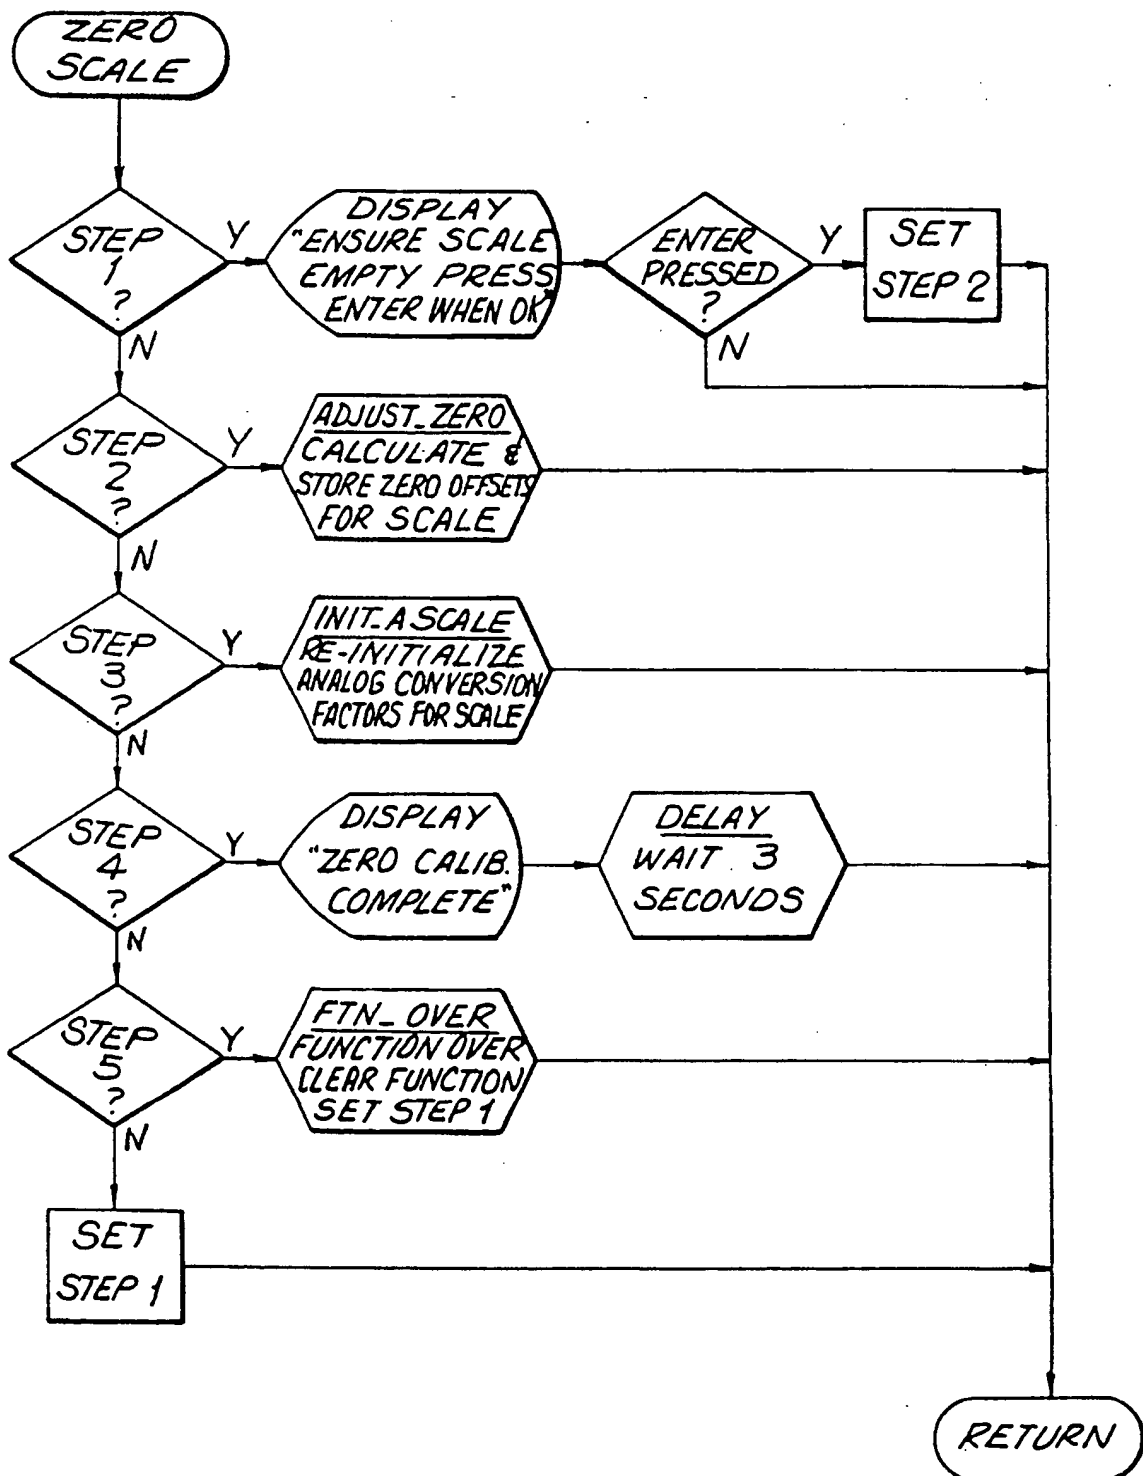 ZERO
SCALE
STEP
1
?
Y
DISPLAY
"ENSURE SCALE
EMPTY PRESS
ENTER WHEN OK"
ENTER
PRESSED
?
Y
SET
STEP 2
N
N
STEP
2
?
Y
ADJUST_ZERO
CALCULATE &
STORE ZERO OFFSETS
FOR SCALE
N
STEP
3
?
Y
INIT_A SCALE
RE-INITIALIZE
ANALOG CONVERSION
FACTORS FOR SCALE
N
STEP
4
?
Y
DISPLAY
"ZERO CALIB.
COMPLETE"
DELAY
WAIT 3
SECONDS
N
STEP
5
?
Y
FTN_OVER
FUNCTION OVER
CLEAR FUNCTION
SET STEP 1
N
SET
STEP 1
RETURN